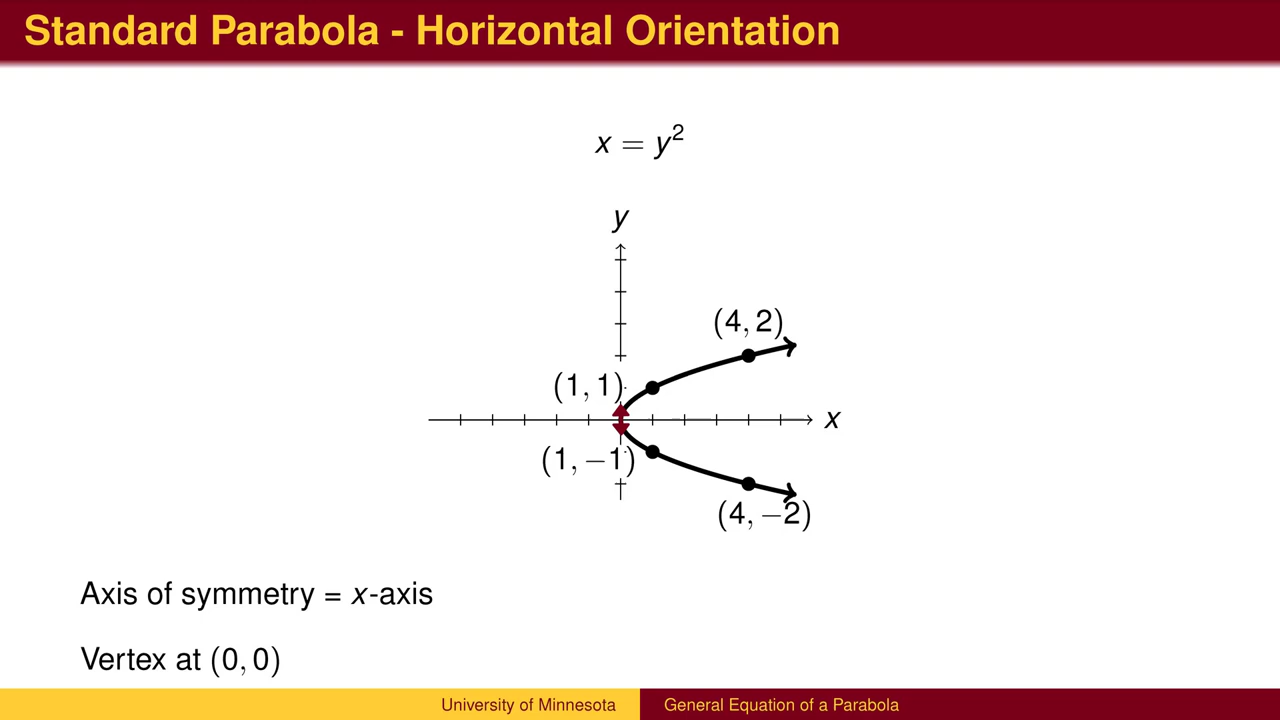 Standard Parabola - Horizontal Orientation
x = y²
y
(4, 2)
(1, 1)
x
(1, −1)
(4, −2)
Axis of symmetry = x-axis
Vertex at (0, 0)
University of Minnesota
General Equation of a Parabola